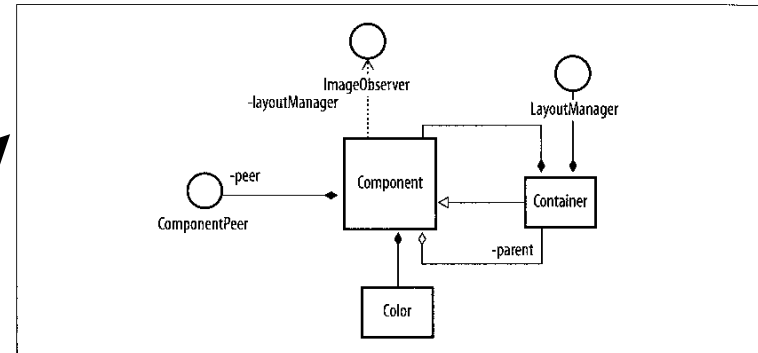 ImageObserver
-layoutManager
LayoutManager
-peer
Component
Container
ComponentPeer
-parent
Color